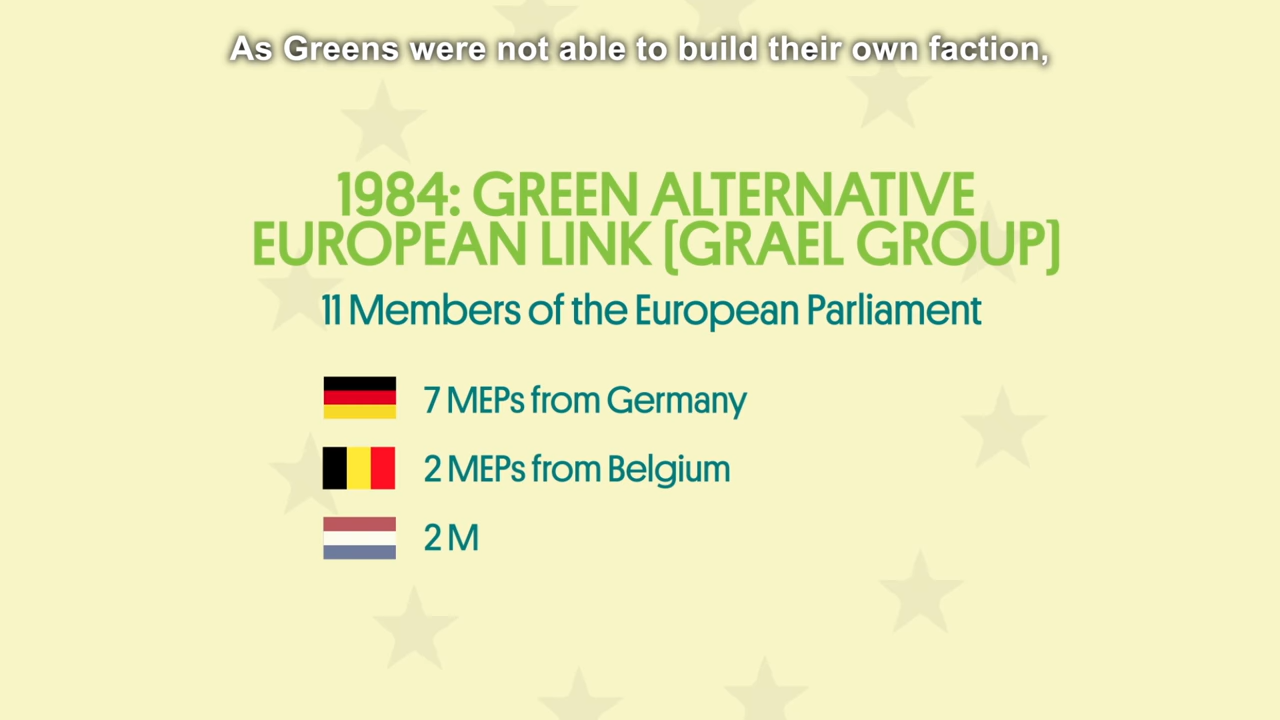 As Greens were not able to build their own faction,
1984: GREEN ALTERNATIVE
EUROPEAN LINK (GRAEL GROUP)
11 Members of the European Parliament
7 MEPs from Germany
2 MEPs from Belgium
2 M